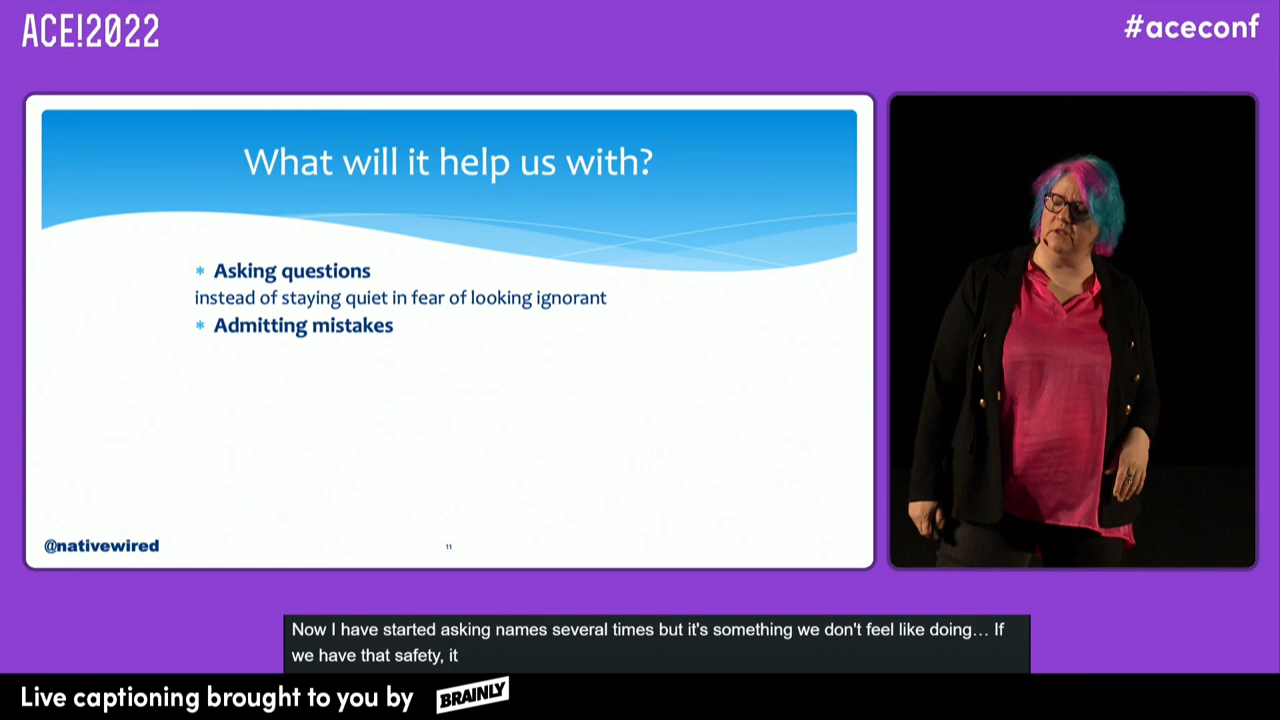 ACE!2022
#aceconf
What will it help us with?
* Asking questions
instead of staying quiet in fear of looking ignorant
* Admitting mistakes
@nativewired
11
Now I have started asking names several times but it's something we don't feel like doing… If
we have that safety, it
Live captioning brought to you by BRAINLY